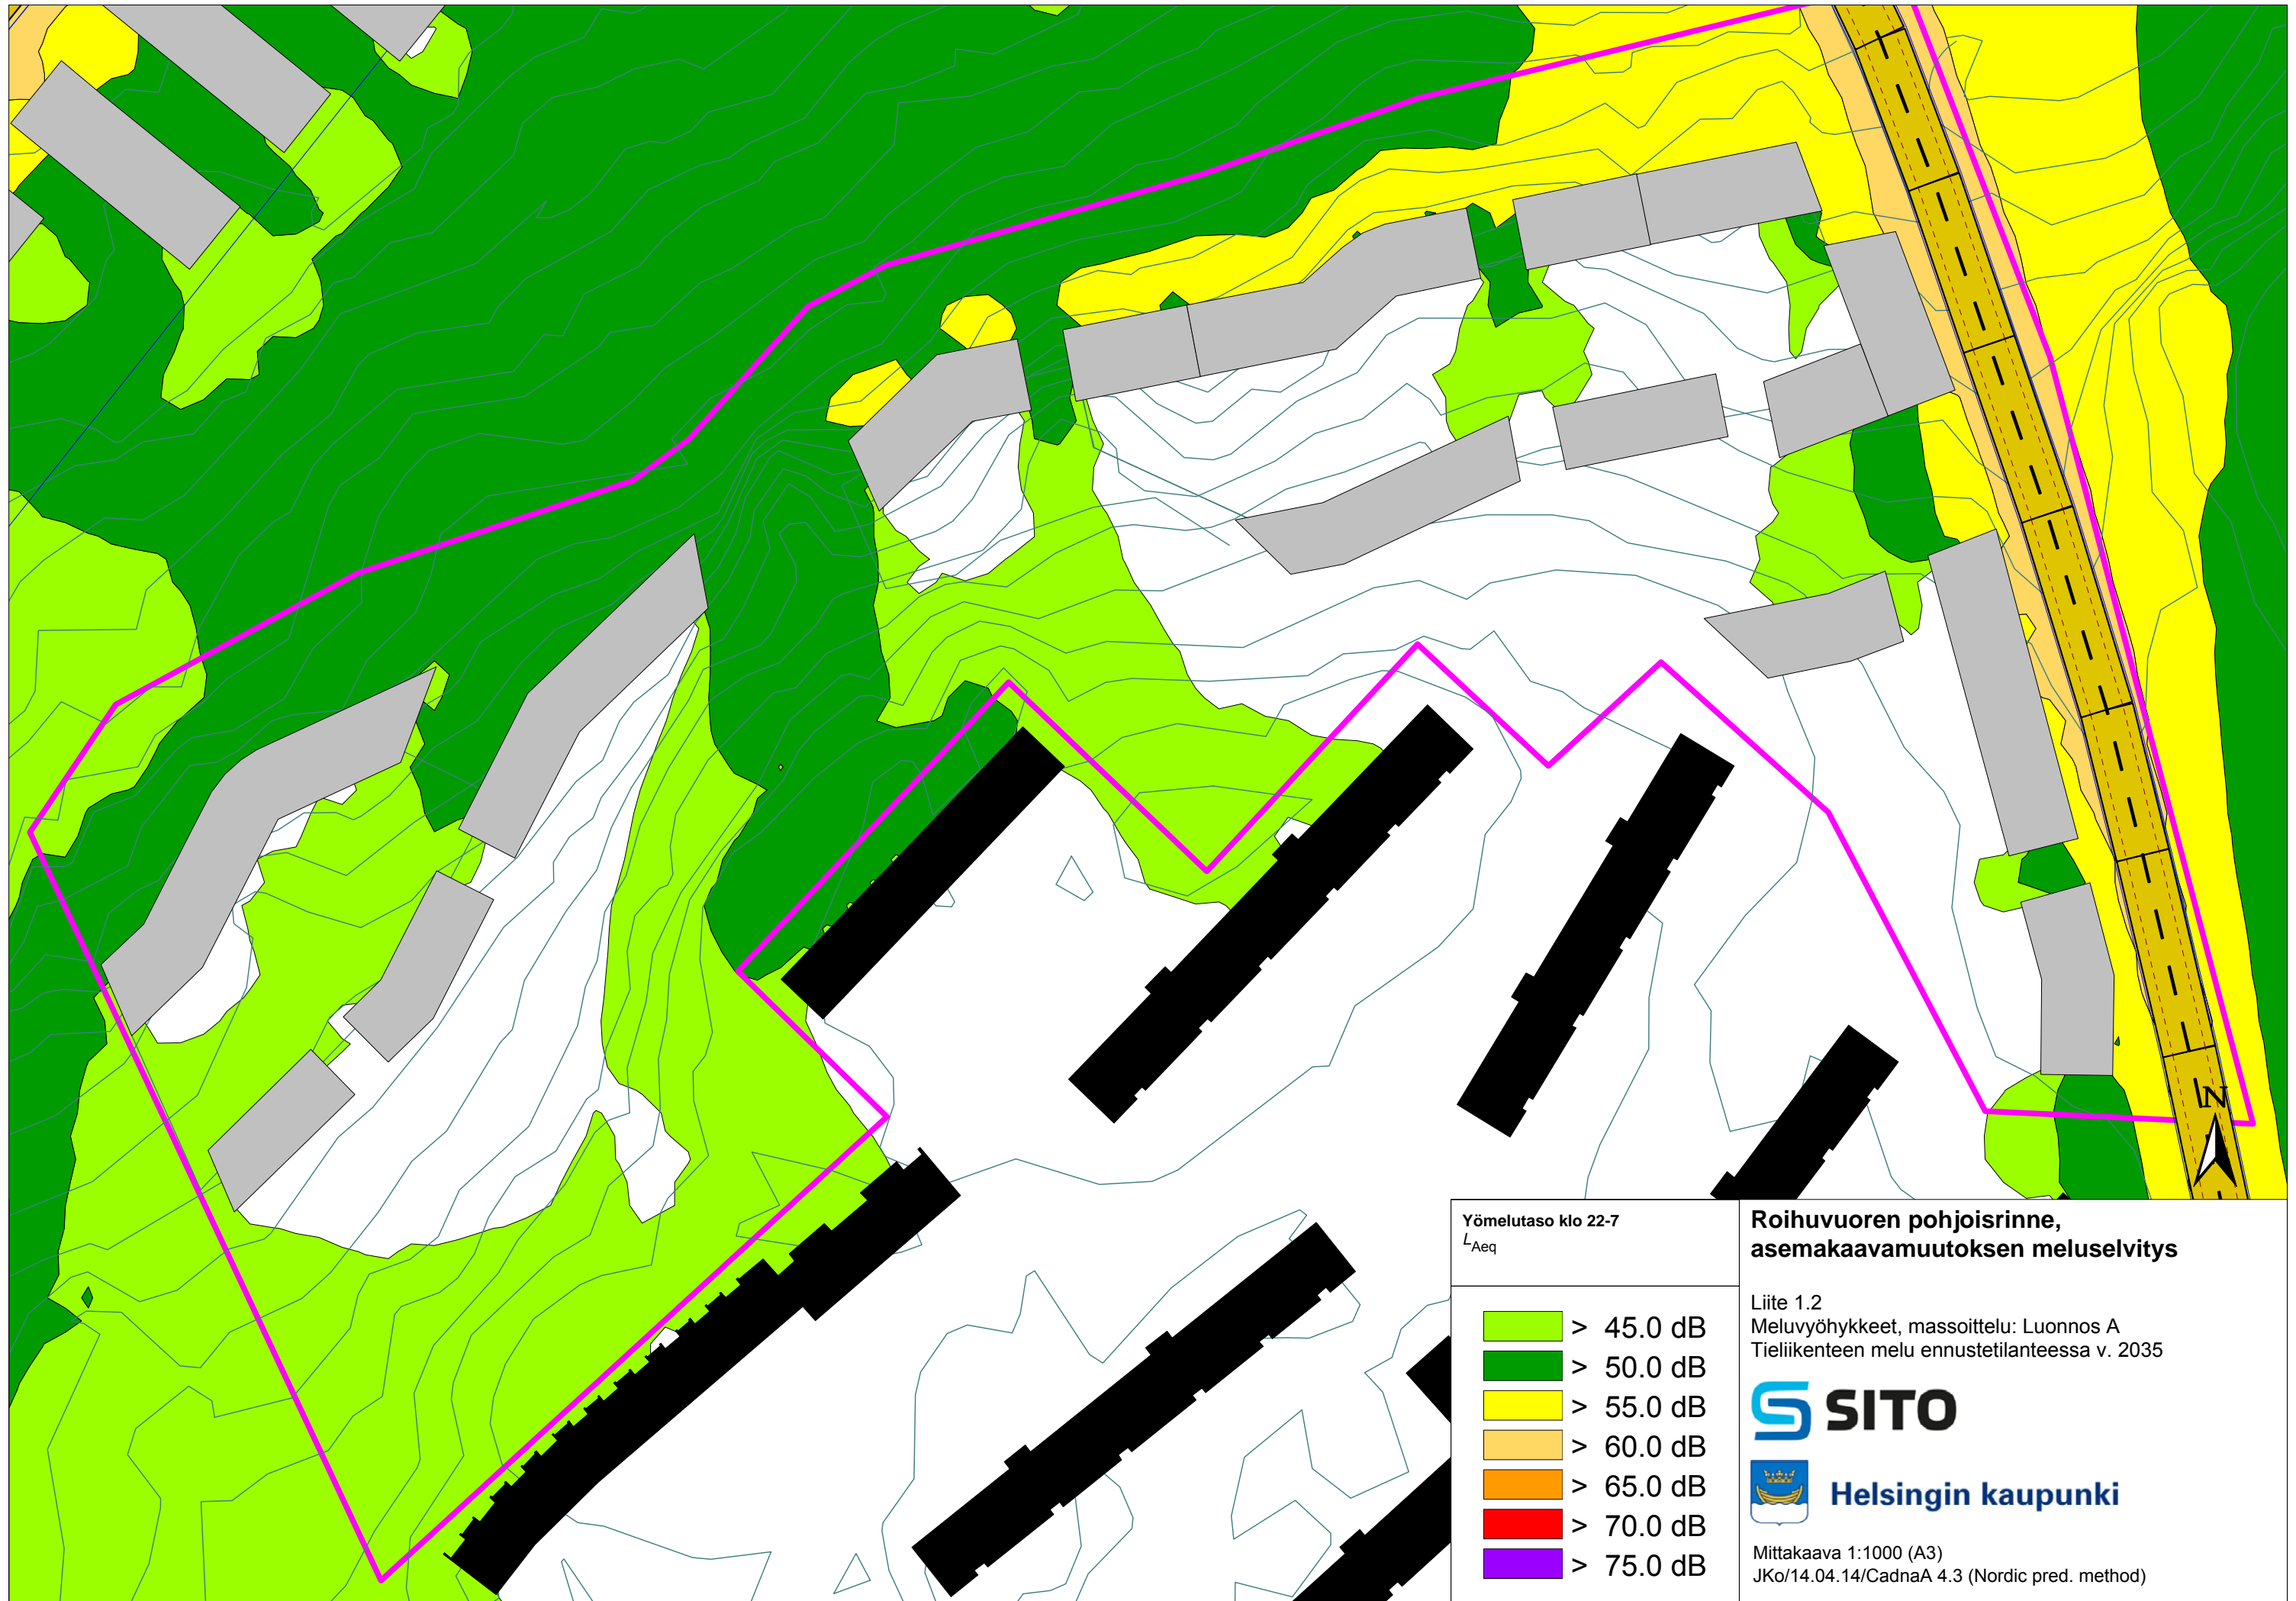 N
Yömelutaso klo 22-7
LAeq
> 45.0 dB
> 50.0 dB
> 55.0 dB
> 60.0 dB
> 65.0 dB
> 70.0 dB
> 75.0 dB
Roihuvuoren pohjoisrinne,
asemakaavamuutoksen meluselvitys
Liite 1.2
Meluvyöhykkeet, massoittelu: Luonnos A
Tieliikenteen melu ennustetilanteessa v. 2035
SITO
Helsingin kaupunki
Mittakaava 1:1000 (A3)
JKo/14.04.14/CadnaA 4.3 (Nordic pred. method)